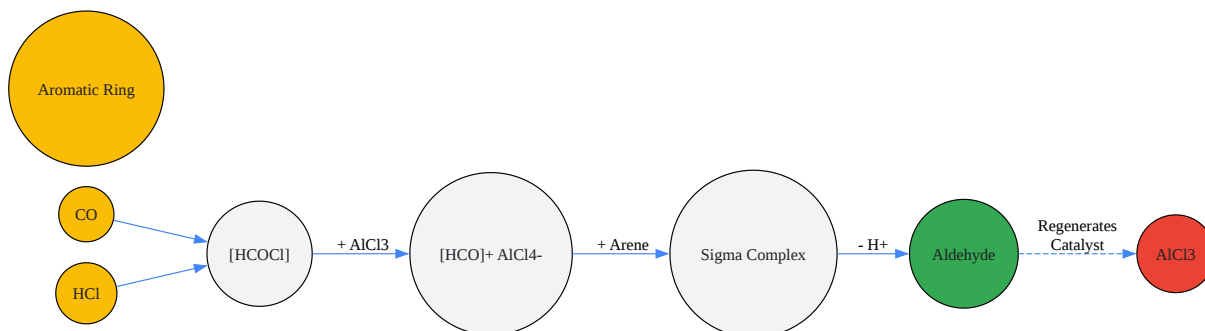 Aromatic Ring
CO
HCl
[HCOCl]
+ AlCl3
[HCO]+ AlCl4-
+ Arene
Sigma Complex
- H+
Aldehyde
Regenerates
Catalyst
AlCl3